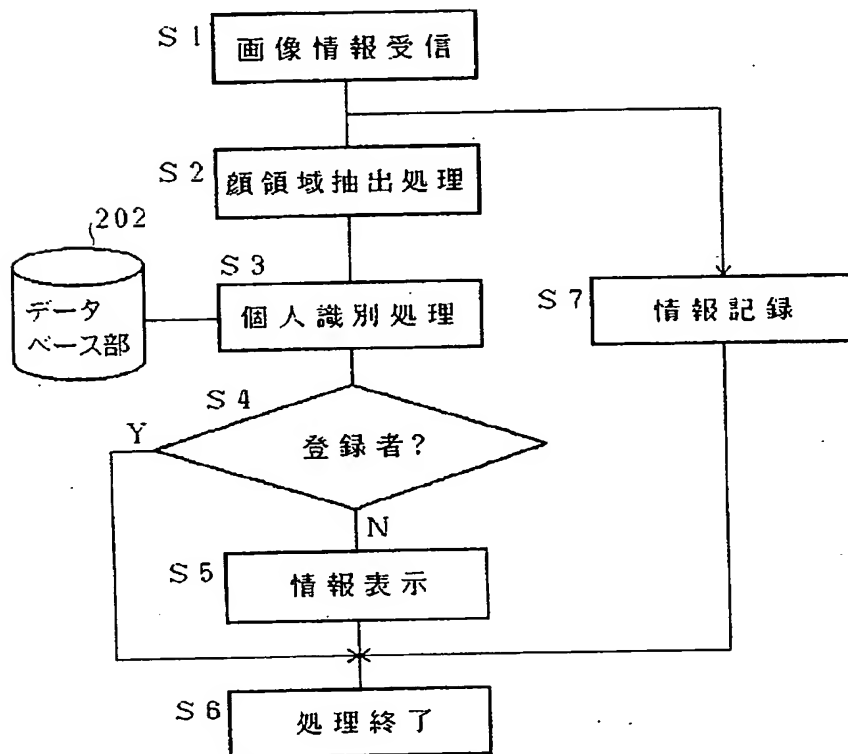 S1
画像情報受信
S2
顔領域抽出処理
202
データ
ベース部
S3
個人識別処理
S7
情報記録
S4
登録者?
Y
N
S5
情報表示
S6
処理終了